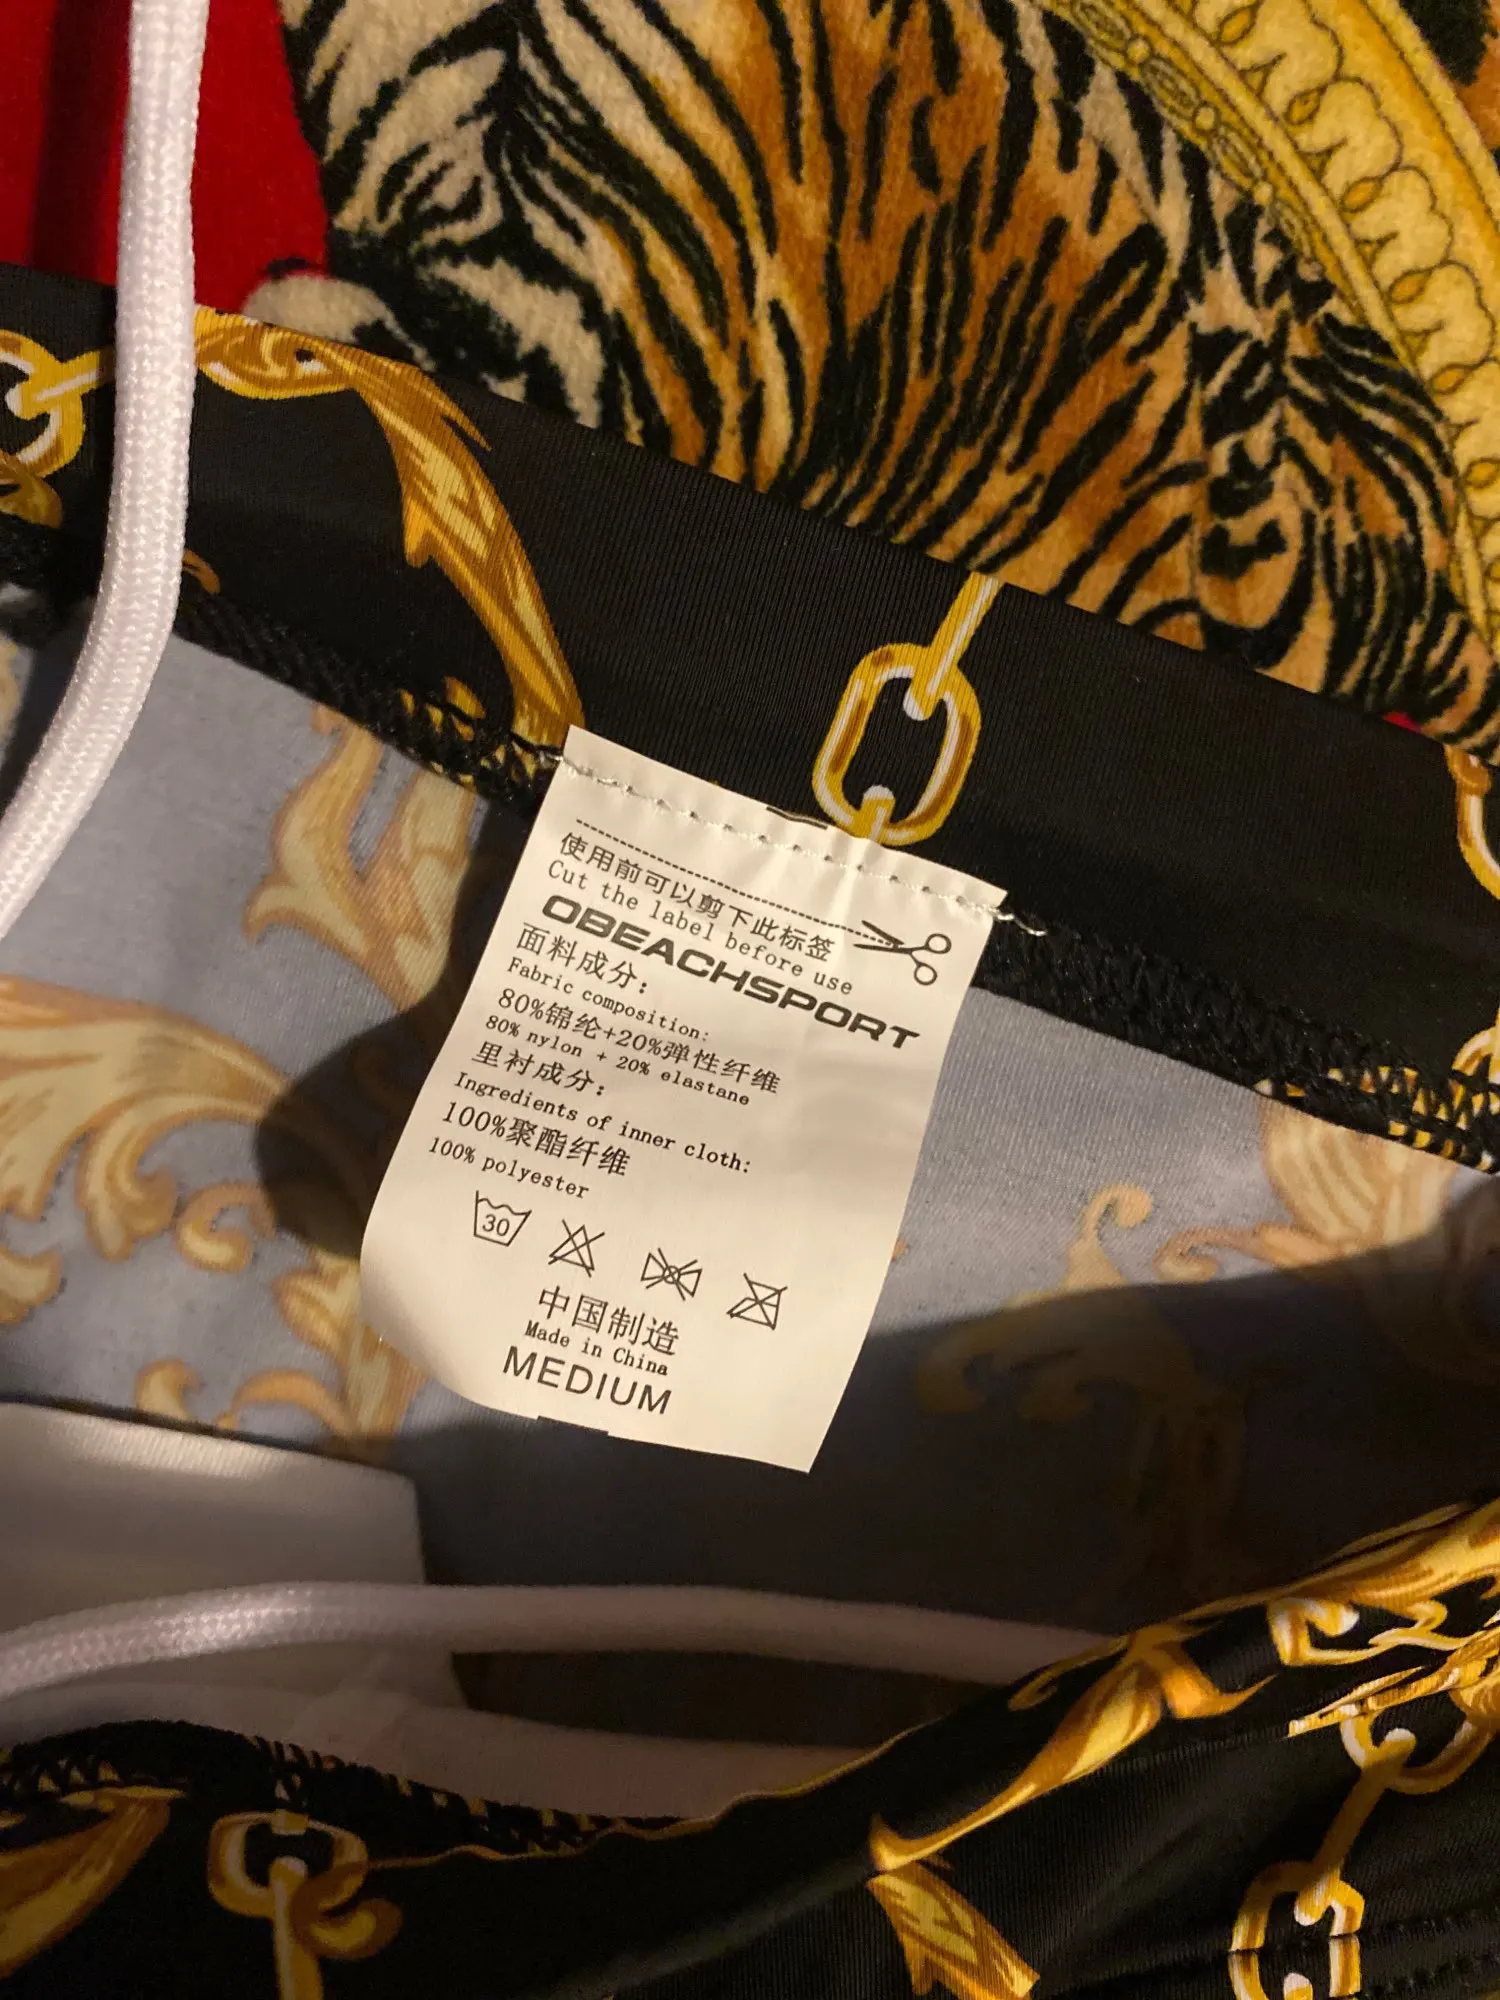 使用前可以剪下此标签
Cut the label before use
OBEACHSPORT
面料成分：
Fabric composition:
80%锦纶+20%弹性纤维
80% nylon + 20% elastane
里衬成分：
Ingredients of inner cloth:
100%聚酯纤维
100% polyester
30
中国制造
Made in China
MEDIUM